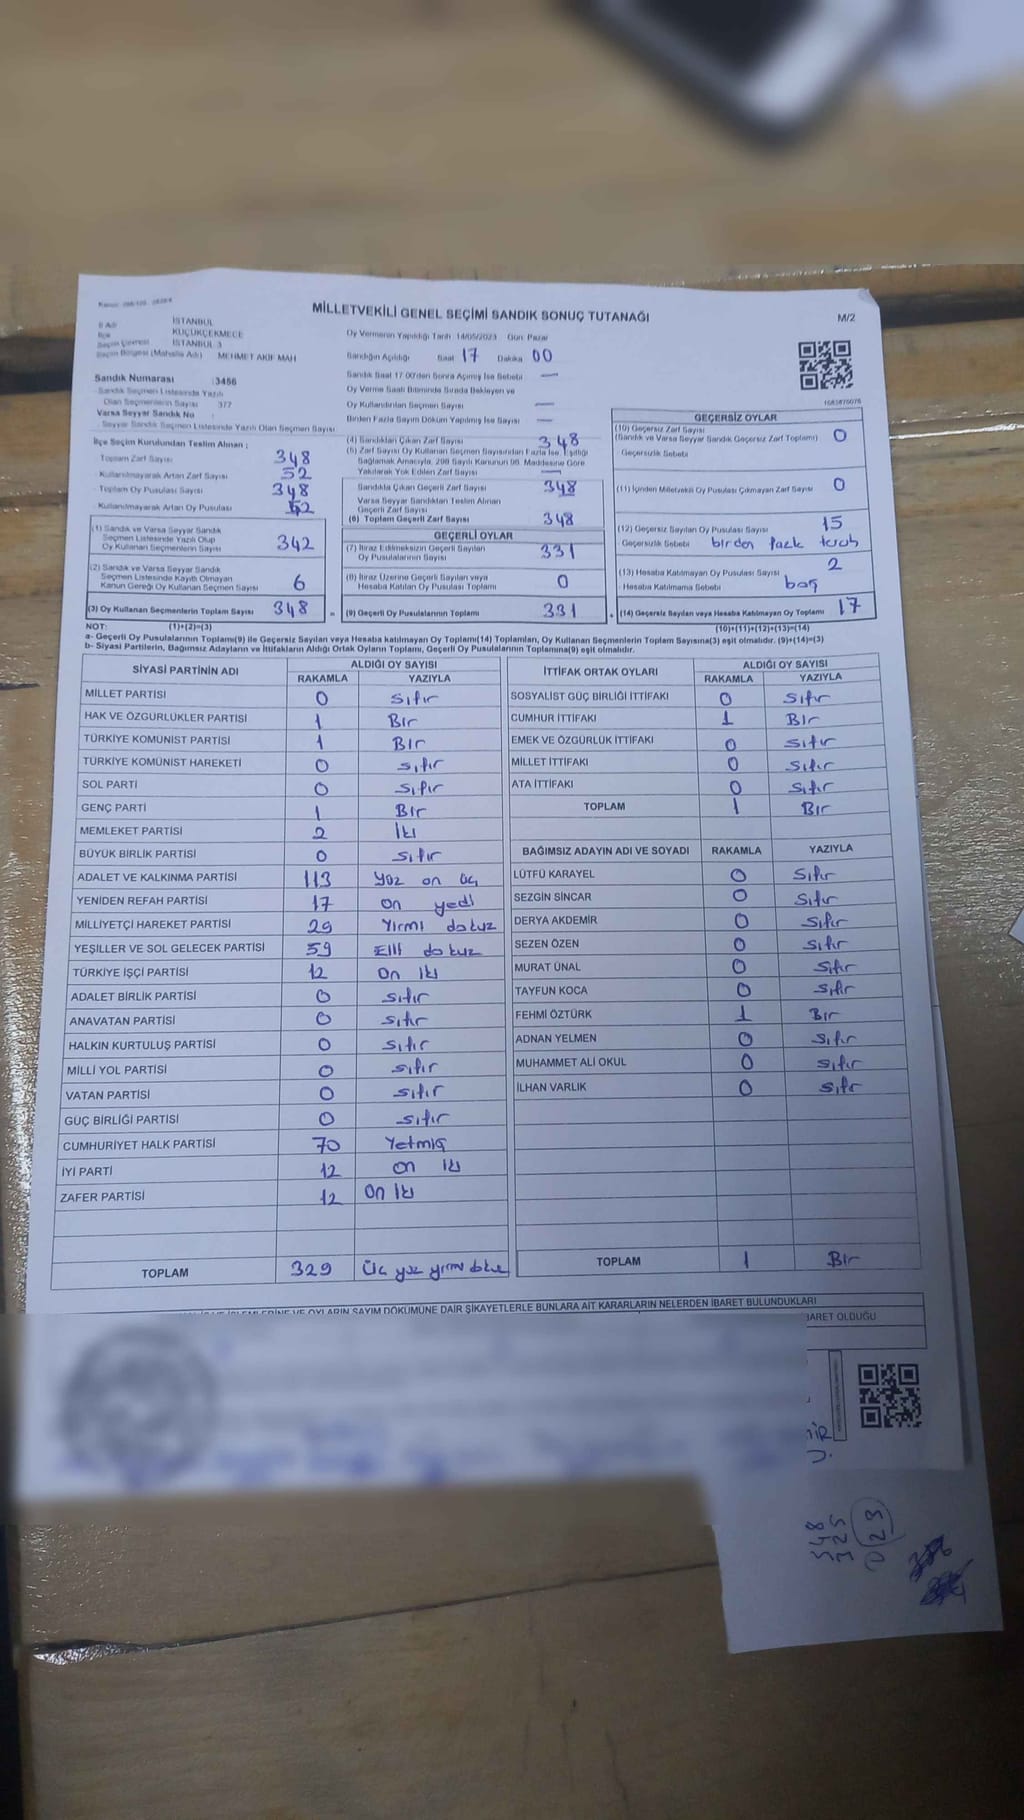 MİLLETVEKİLİ GENEL SEÇİMİ SANDIK SONUÇ TUTANAĞI
M/2
İl Adı İSTANBUL
İlçe KÜÇÜKÇEKMECE
Seçim Çevresi İSTANBUL 3
Seçim Bölgesi (Mahalle Adı) MEHMET AKİF MAH
Oy Vermenin Yapıldığı Tarih: 14/05/2023 Gün: Pazar
Sandığın Açıldığı Saat 17 Dakika 00
Sandık Saat 17:00'den Sonra Açılmış İse Sebebi —
Oy Verme Saati Bitiminde Sırada Bekleyen ve
Oy Kullandırılan Seçmen Sayısı —
Birden Fazla Sayım Döküm Yapılmış İse Sayısı —
Sandık Numarası :3456
Sandık Seçmen Listesinde Yazılı
Olan Seçmenlerin Sayısı 377
Varsa Seyyar Sandık No :
Seyyar Sandık Seçmen Listesinde Yazılı Olan Seçmen Sayısı
İlçe Seçim Kurulundan Teslim Alınan ;
Toplam Zarf Sayısı 348
Kullanılmayarak Artan Zarf Sayısı 52
Toplam Oy Pusulası Sayısı 348
Kullanılmayarak Artan Oy Pusulası 52
(1) Sandık ve Varsa Seyyar Sandık
Seçmen Listesinde Yazılı Olup
Oy Kullanan Seçmenlerin Sayısı 342
(2) Sandık ve Varsa Seyyar Sandık
Seçmen Listesinde Kayıtlı Olmayan
Kanun Gereği Oy Kullanan Seçmen Sayısı 6
(3) Oy Kullanan Seçmenlerin Toplam Sayısı 348
(4) Sandıktan Çıkan Zarf Sayısı 348
(5) Zarf Sayısı Oy Kullanan Seçmen Sayısından Fazla İse, Eşitliği
Sağlamak Amacıyla, 298 Sayılı Kanunun 98. Maddesine Göre
Yakılarak Yok Edilen Zarf Sayısı —
Sandıkla Çıkan Geçerli Zarf Sayısı 348
Varsa Seyyar Sandıktan Teslim Alınan
Geçerli Zarf Sayısı
(6) Toplam Geçerli Zarf Sayısı 348
GEÇERLİ OYLAR
(7) İtiraz Edilmeksizin Geçerli Sayılan
Oy Pusulalarının Sayısı 331
(8) İtiraz Üzerine Geçerli Sayılan veya
Hesaba Katılan Oy Pusulası Toplamı 0
= (9) Geçerli Oy Pusulalarının Toplamı 331
GEÇERSİZ OYLAR
(10) Geçersiz Zarf Sayısı
(Sandık ve Varsa Seyyar Sandık Geçersiz Zarf Toplamı) 0
Geçersizlik Sebebi
(11) İçinden Milletvekili Oy Pusulası Çıkmayan Zarf Sayısı 0
(12) Geçersiz Sayılan Oy Pusulası Sayısı 15
Geçersizlik Sebebi birden fazla tercih
(13) Hesaba Katılmayan Oy Pusulası Sayısı 2
Hesaba Katılmama Sebebi boş
+ (14) Geçersiz Sayılan veya Hesaba Katılmayan Oy Toplamı 17
NOT: (1)+(2)=(3)
(10)+(11)+(12)+(13)=(14)
a- Geçerli Oy Pusulalarının Toplamı(9) ile Geçersiz Sayılan veya Hesaba katılmayan Oy Toplamı(14) Toplamları, Oy Kullanan Seçmenlerin Toplam Sayısına(3) eşit olmalıdır. (9)+(14)=(3)
b- Siyasi Partilerin, Bağımsız Adayların ve İttifakların Aldığı Ortak Oyların Toplamı, Geçerli Oy Pusulalarının Toplamına(9) eşit olmalıdır.
SİYASİ PARTİNİN ADI ALDIĞI OY SAYISI
RAKAMLA YAZIYLA
MİLLET PARTİSİ 0 sıfır
HAK VE ÖZGÜRLÜKLER PARTİSİ 1 Bir
TÜRKİYE KOMÜNİST PARTİSİ 1 Bir
TÜRKİYE KOMÜNİST HAREKETİ 0 sıfır
SOL PARTİ 0 sıfır
GENÇ PARTİ 1 Bir
MEMLEKET PARTİSİ 2 İki
BÜYÜK BİRLİK PARTİSİ 0 sıfır
ADALET VE KALKINMA PARTİSİ 113 yüz on üç
YENİDEN REFAH PARTİSİ 17 on yedi
MİLLİYETÇİ HAREKET PARTİSİ 29 Yirmi dokuz
YEŞİLLER VE SOL GELECEK PARTİSİ 59 Elli dokuz
TÜRKİYE İŞÇİ PARTİSİ 12 On iki
ADALET BİRLİK PARTİSİ 0 sıfır
ANAVATAN PARTİSİ 0 sıfır
HALKIN KURTULUŞ PARTİSİ 0 sıfır
MİLLİ YOL PARTİSİ 0 sıfır
VATAN PARTİSİ 0 sıfır
GÜÇ BİRLİĞİ PARTİSİ 0 sıfır
CUMHURİYET HALK PARTİSİ 70 Yetmiş
İYİ PARTİ 12 on iki
ZAFER PARTİSİ 12 On iki
TOPLAM 329 Üç yüz yirmi dokuz
İTTİFAK ORTAK OYLARI ALDIĞI OY SAYISI
RAKAMLA YAZIYLA
SOSYALİST GÜÇ BİRLİĞİ İTTİFAKI 0 sıfır
CUMHUR İTTİFAKI 1 Bir
EMEK VE ÖZGÜRLÜK İTTİFAKI 0 sıfır
MİLLET İTTİFAKI 0 sıfır
ATA İTTİFAKI 0 sıfır
TOPLAM 1 Bir
BAĞIMSIZ ADAYIN ADI VE SOYADI RAKAMLA YAZIYLA
LÜTFÜ KARAYEL 0 sıfır
SEZGİN SİNCAR 0 sıfır
DERYA AKDEMİR 0 sıfır
SEZEN ÖZEN 0 sıfır
MURAT ÜNAL 0 sıfır
TAYFUN KOCA 0 sıfır
FEHMİ ÖZTÜRK 1 Bir
ADNAN YELMEN 0 sıfır
MUHAMMET ALİ OKUL 0 sıfır
İLHAN VARLIK 0 sıfır
TOPLAM 1 Bir
VE OYLARIN SAYIM DÖKÜMÜNE DAİR ŞİKAYETLERLE BUNLARA AİT KARARLARIN NELERDEN İBARET BULUNDUKLARI
İBARET OLDUĞU
348
325
023